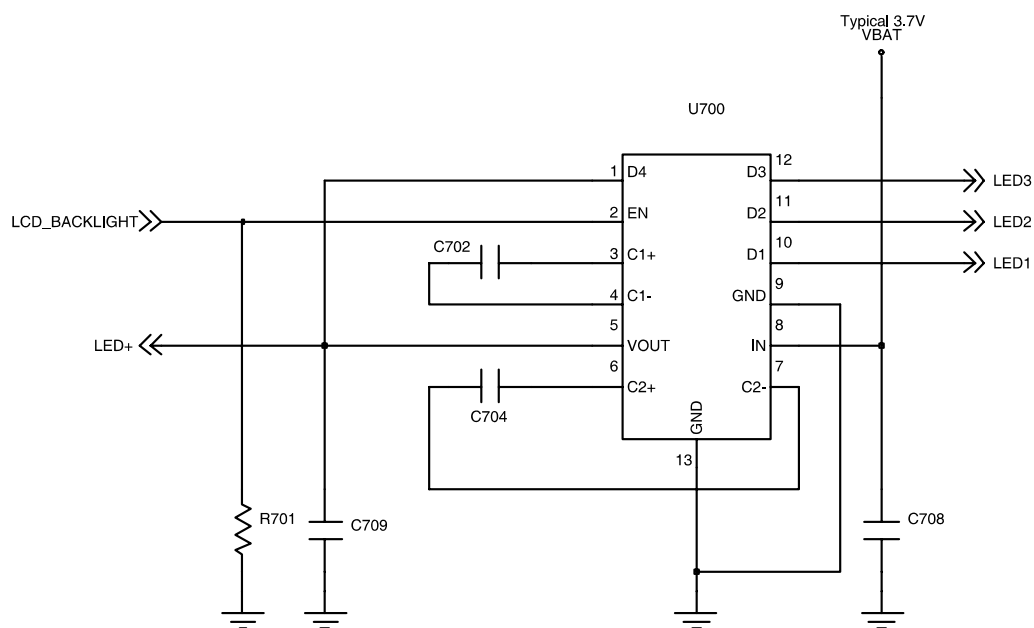 Typical 3.7V
VBAT
U700
1 D4 D3 12 LED3
LCD_BACKLIGHT 2 EN D2 11 LED2
C702 3 C1+ D1 10 LED1
4 C1- GND 9
LED+ 5 VOUT IN 8
6 C2+ C2- 7
C704
GND
13
R701 C709 C708